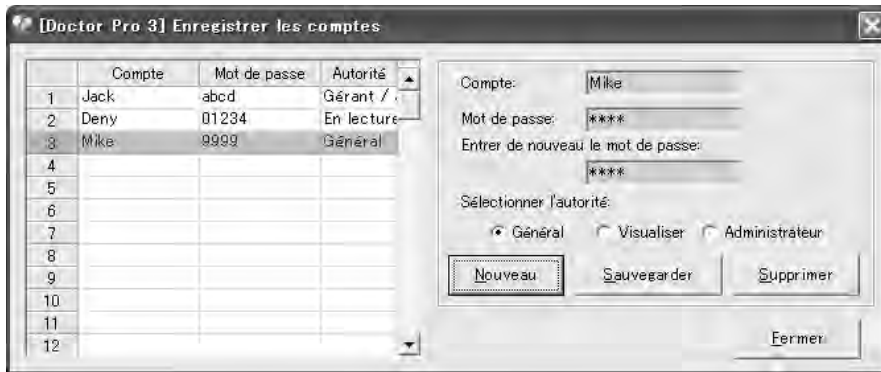 [Doctor Pro 3] Enregistrer les comptes
Compte Mot de passe Autorité
1 Jack abcd Gérant /
2 Deny 01234 En lecture
3 Mike 9999 Général
4
5
6
7
8
9
10
11
12
Compte: Mike
Mot de passe: ****
Entrer de nouveau le mot de passe:
****
Sélectionner l'autorité:
Général Visualiser Administrateur
Nouveau Sauvegarder Supprimer
Fermer